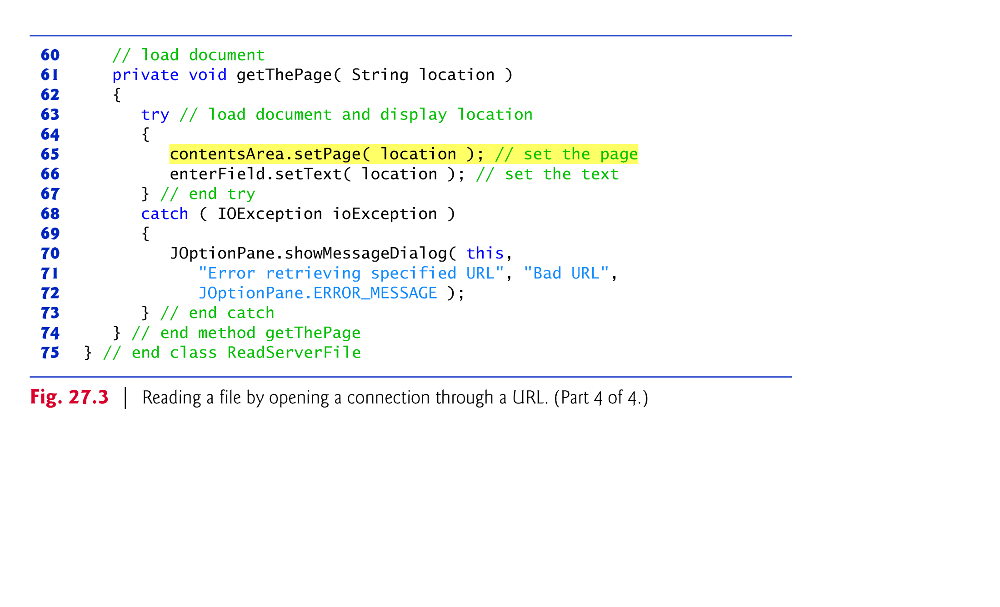 60 // load document
61 private void getThePage( String location )
62 {
63 try // load document and display location
64 {
65 contentsArea.setPage( location ); // set the page
66 enterField.setText( location ); // set the text
67 } // end try
68 catch ( IOException ioException )
69 {
70 JOptionPane.showMessageDialog( this,
71 "Error retrieving specified URL", "Bad URL",
72 JOptionPane.ERROR_MESSAGE );
73 } // end catch
74 } // end method getThePage
75 } // end class ReadServerFile
Fig. 27.3 | Reading a file by opening a connection through a URL. (Part 4 of 4.)